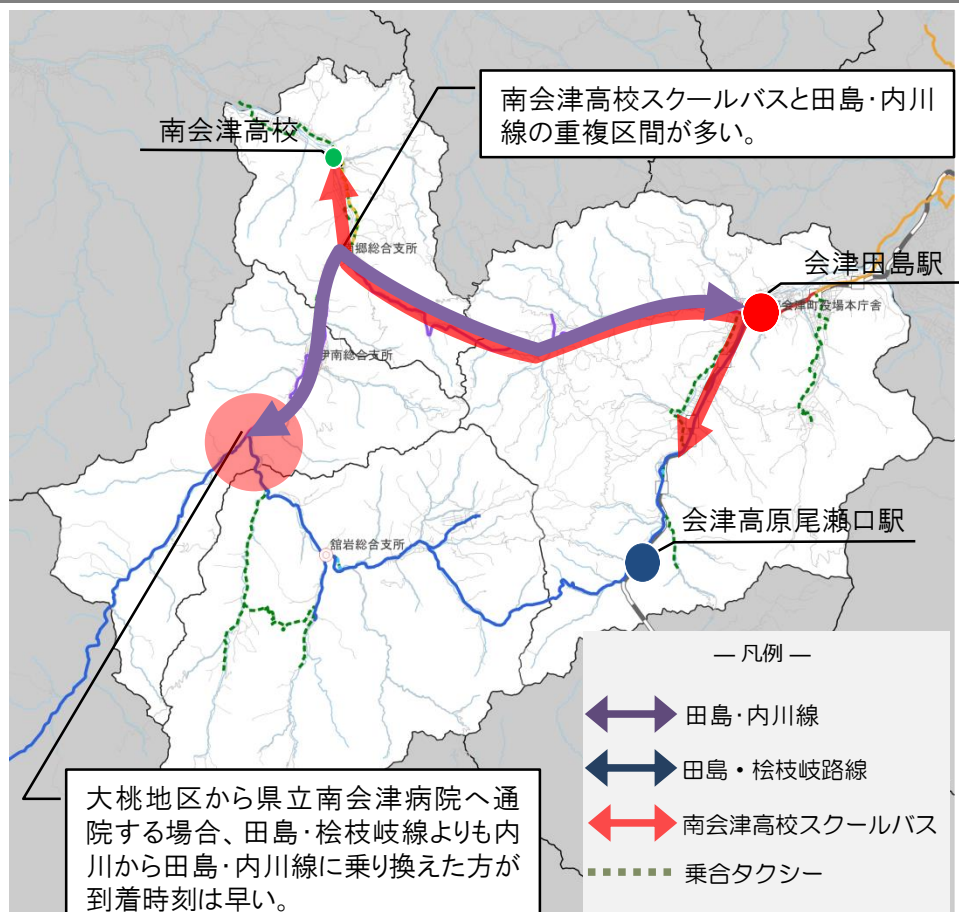 南会津高校スクールバスと田島・内川
線の重複区間が多い。
南会津高校
郷総合支所
会津田島駅
会津町役場本庁舎
伊南総合支所
会津高原尾瀬口駅
舘岩総合支所
― 凡例 ―
田島・内川線
田島・桧枝岐路線
南会津高校スクールバス
乗合タクシー
大桃地区から県立南会津病院へ通
院する場合、田島・桧枝岐線よりも内
川から田島・内川線に乗り換えた方が
到着時刻は早い。